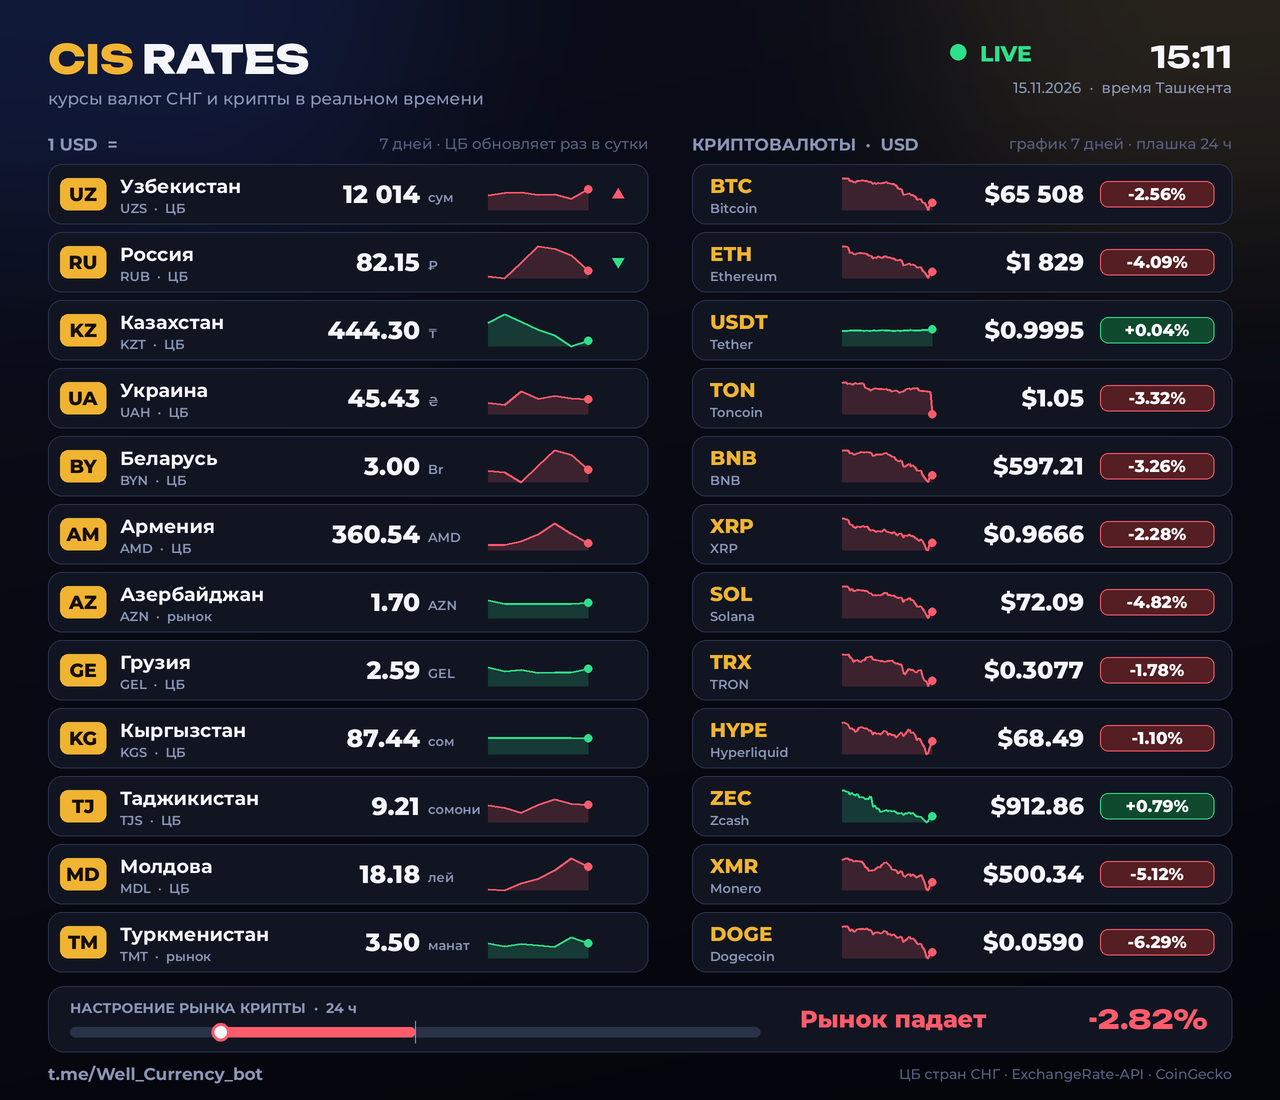 CIS RATES
LIVE
15:11
курсы валют СНГ и крипты в реальном времени
15.11.2026 · время Ташкента
1 USD =
7 дней · ЦБ обновляет раз в сутки
UZ Узбекистан 12 014 сум
UZS · ЦБ
RU Россия 82.15 ₽
RUB · ЦБ
KZ Казахстан 444.30 ₸
KZT · ЦБ
UA Украина 45.43 ₴
UAH · ЦБ
BY Беларусь 3.00 Br
BYN · ЦБ
AM Армения 360.54 AMD
AMD · ЦБ
AZ Азербайджан 1.70 AZN
AZN · рынок
GE Грузия 2.59 GEL
GEL · ЦБ
KG Кыргызстан 87.44 сом
KGS · ЦБ
TJ Таджикистан 9.21 сомони
TJS · ЦБ
MD Молдова 18.18 лей
MDL · ЦБ
TM Туркменистан 3.50 манат
TMT · рынок
КРИПТОВАЛЮТЫ · USD
график 7 дней · плашка 24 ч
BTC $65 508 -2.56%
Bitcoin
ETH $1 829 -4.09%
Ethereum
USDT $0.9995 +0.04%
Tether
TON $1.05 -3.32%
Toncoin
BNB $597.21 -3.26%
BNB
XRP $0.9666 -2.28%
XRP
SOL $72.09 -4.82%
Solana
TRX $0.3077 -1.78%
TRON
HYPE $68.49 -1.10%
Hyperliquid
ZEC $912.86 +0.79%
Zcash
XMR $500.34 -5.12%
Monero
DOGE $0.0590 -6.29%
Dogecoin
НАСТРОЕНИЕ РЫНКА КРИПТЫ · 24 ч
Рынок падает -2.82%
t.me/Well_Currency_bot
ЦБ стран СНГ · ExchangeRate-API · CoinGecko